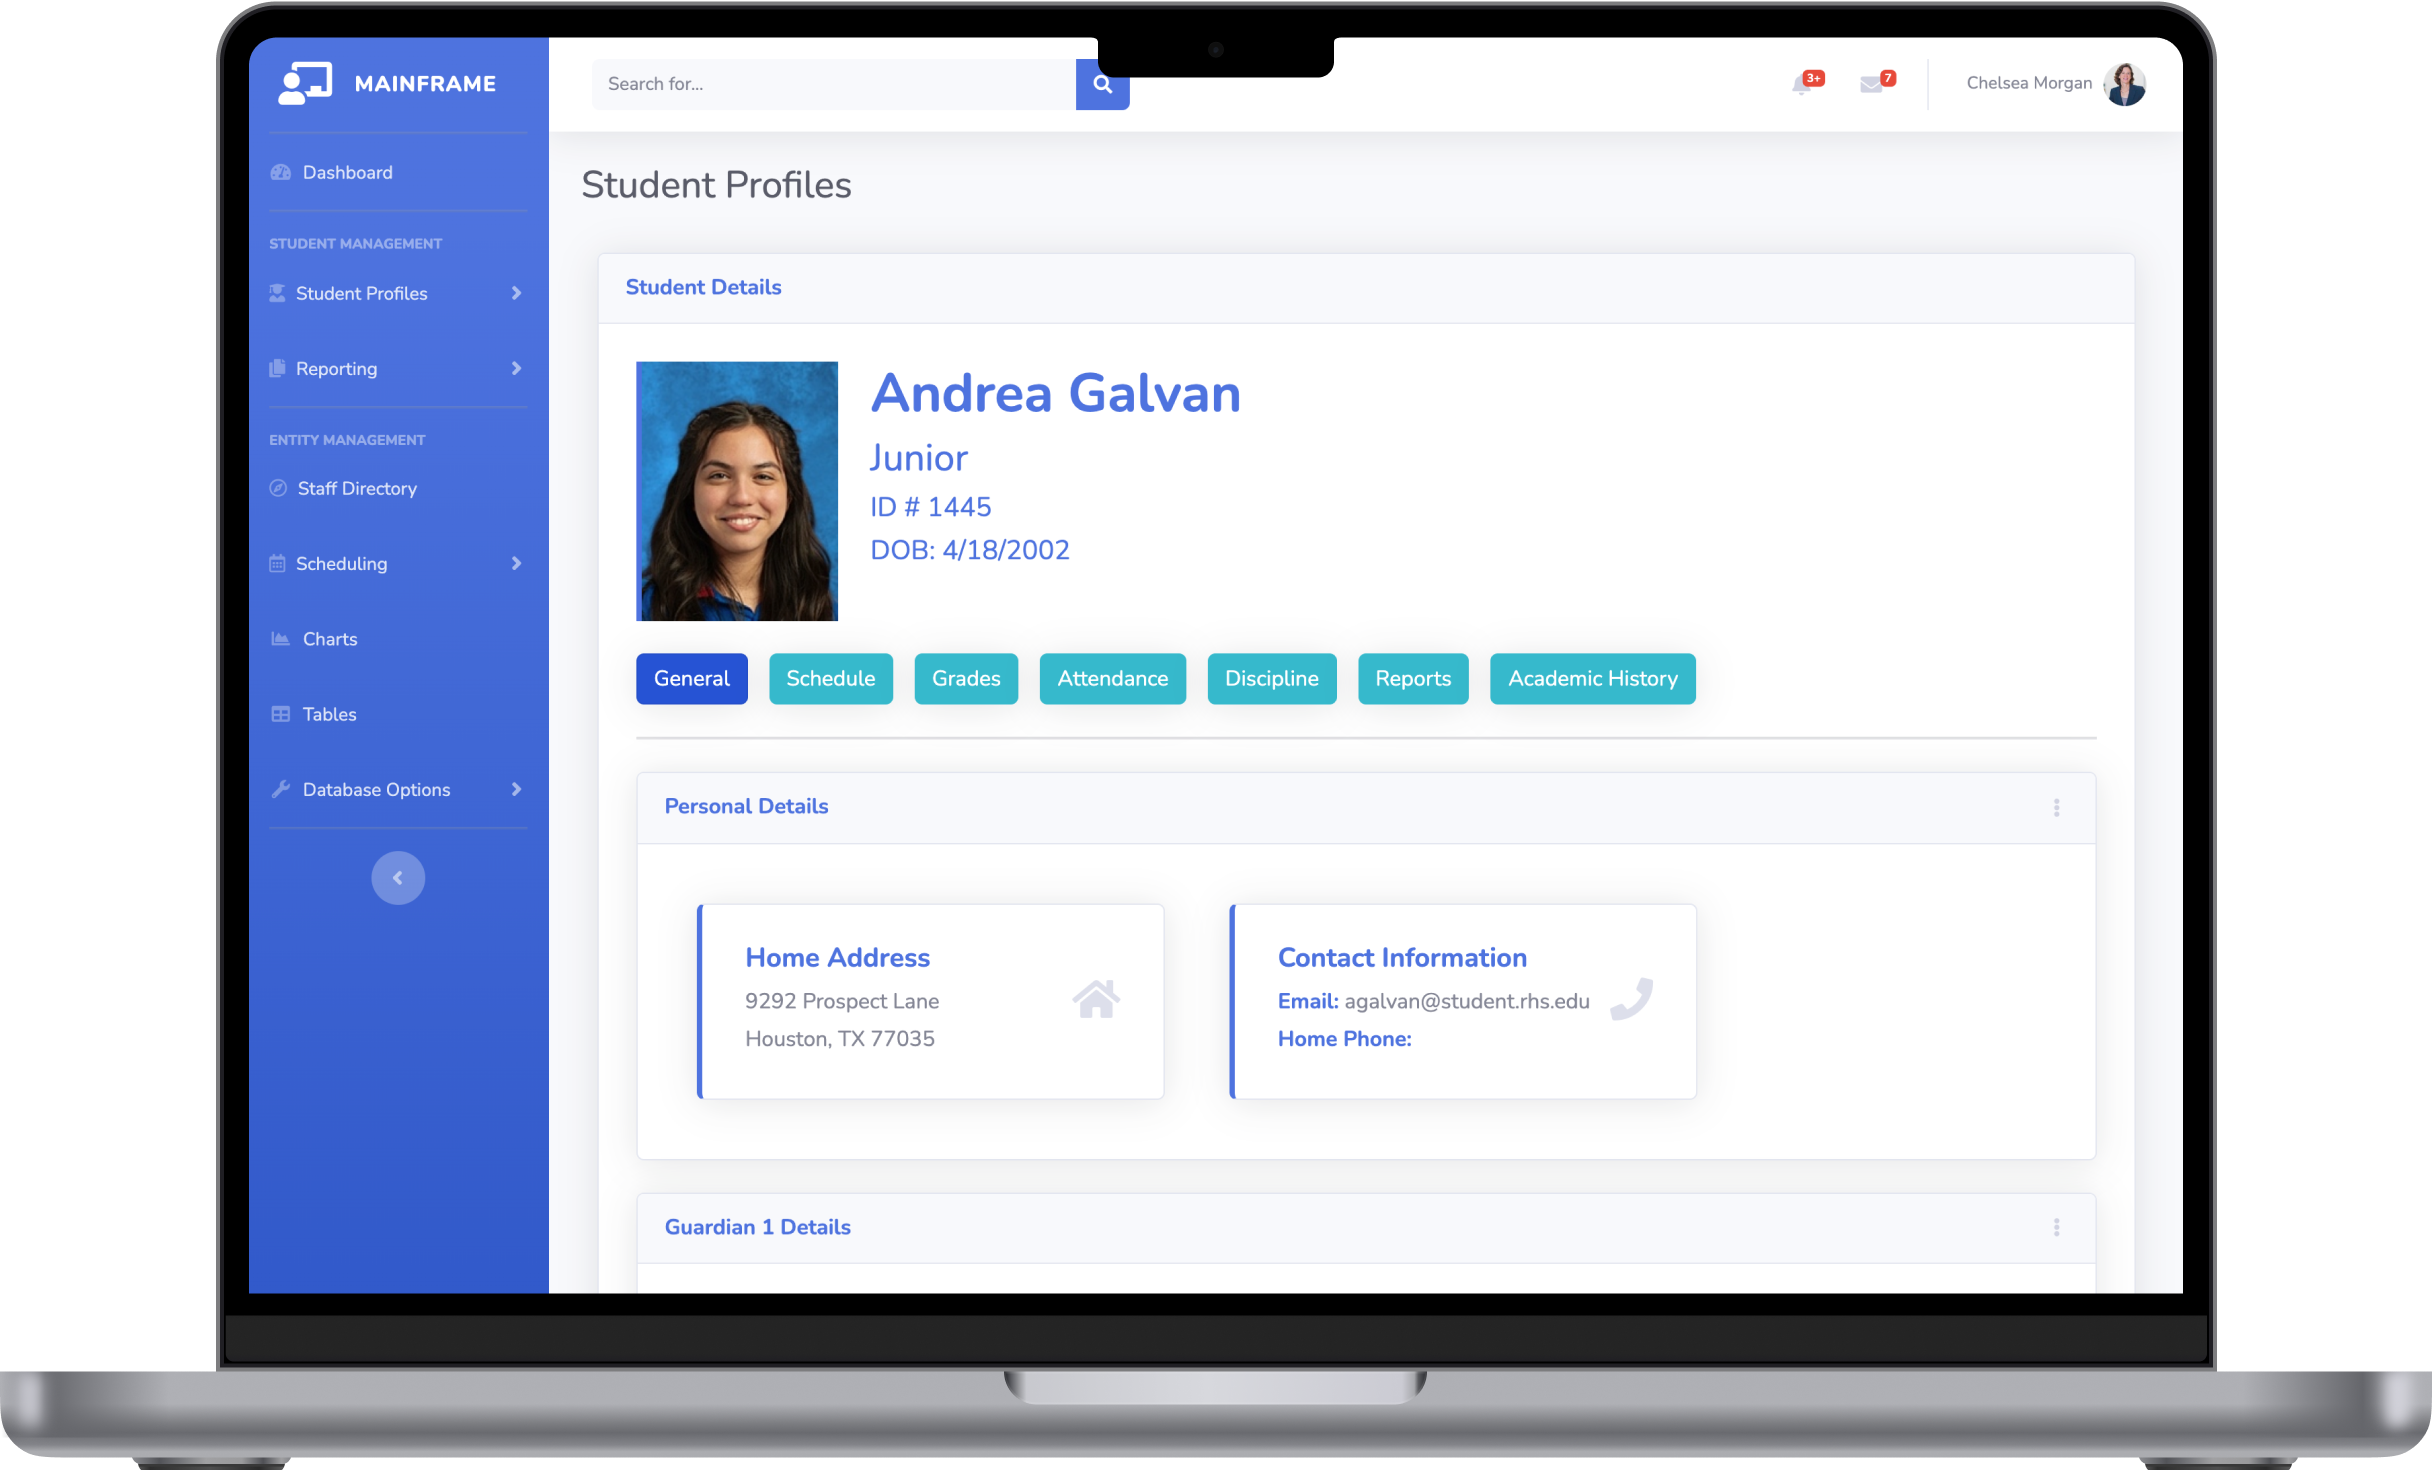 MAINFRAME
Dashboard
STUDENT MANAGEMENT
Student Profiles
Reporting
ENTITY MANAGEMENT
Staff Directory
Scheduling
Charts
Tables
Database Options
Search for...
3+
7
Chelsea Morgan
Student Profiles
Student Details
Andrea Galvan
Junior
ID # 1445
DOB: 4/18/2002
General Schedule Grades Attendance Discipline Reports Academic History
Personal Details
Home Address
9292 Prospect Lane
Houston, TX 77035
Contact Information
Email: agalvan@student.rhs.edu
Home Phone:
Guardian 1 Details